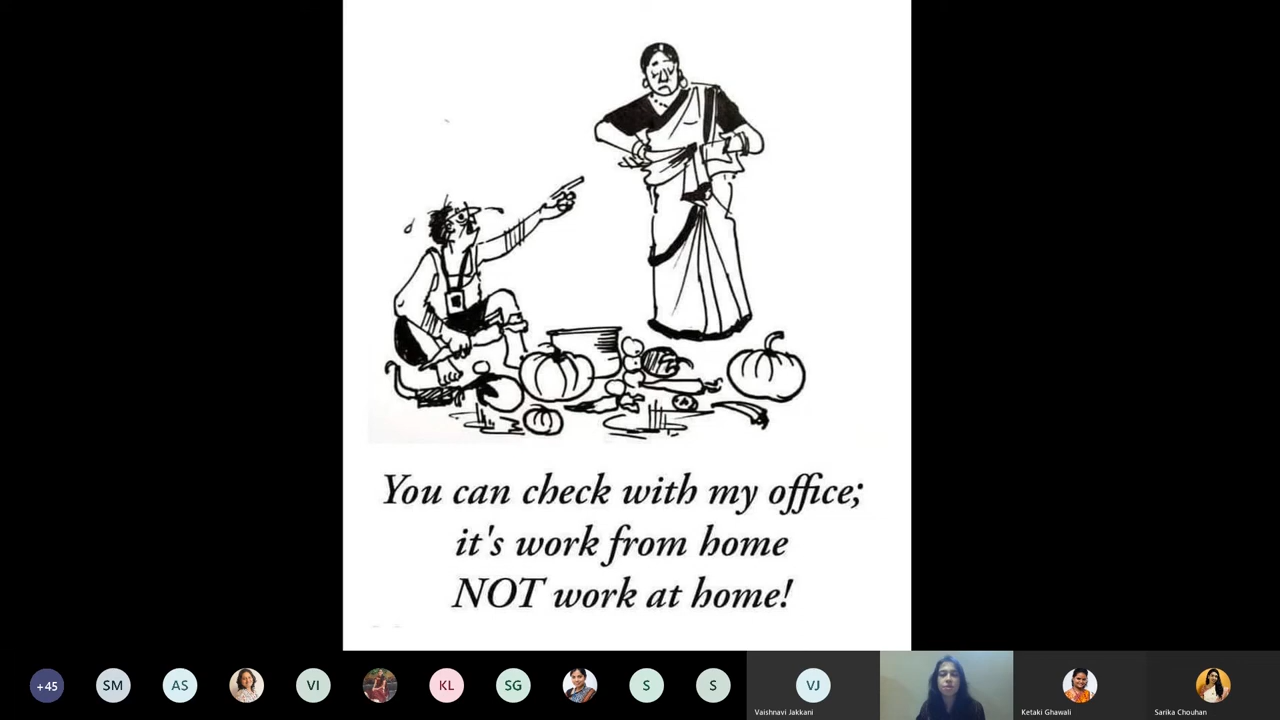 You can check with my office;
it's work from home
NOT work at home!
+45
SM
AS
VI
KL
SG
S
S
VJ
Vaishnavi Jakkani
Ketaki Ghawali
Sarika Chouhan